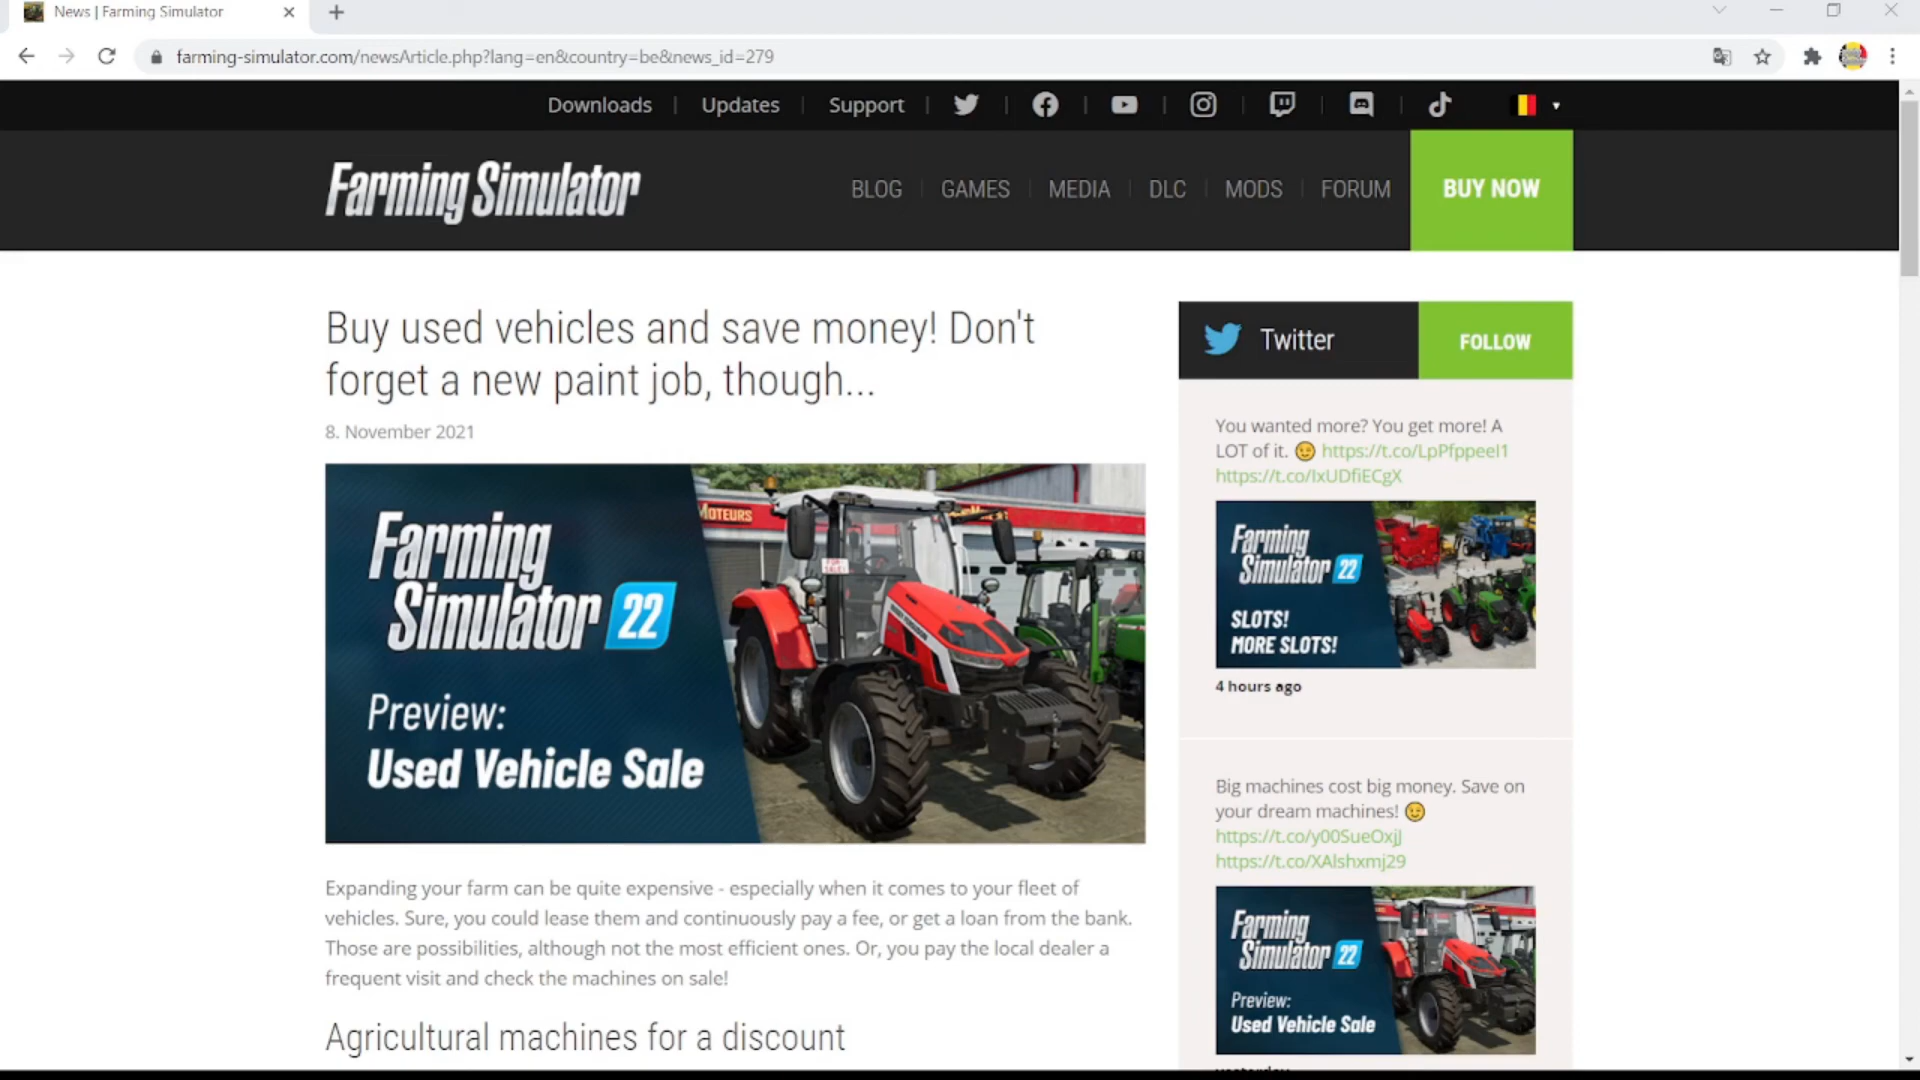 News | Farming Simulator
farming-simulator.com/newsArticle.php?lang=en&country=be&news_id=279
Downloads
Updates
Support
Farming Simulator
BLOG
GAMES
MEDIA
DLC
MODS
FORUM
BUY NOW
Buy used vehicles and save money! Don't
forget a new paint job, though...
8. November 2021
MOTEURS
Farming
Simulator 22
Preview:
Used Vehicle Sale
Expanding your farm can be quite expensive - especially when it comes to your fleet of
vehicles. Sure, you could lease them and continuously pay a fee, or get a loan from the bank.
Those are possibilities, although not the most efficient ones. Or, you pay the local dealer a
frequent visit and check the machines on sale!
Agricultural machines for a discount
Twitter
FOLLOW
You wanted more? You get more! A
LOT of it. 😉 https://t.co/LpPfppeeI1
https://t.co/IxUDfiECgX
Farming
Simulator 22
SLOTS!
MORE SLOTS!
4 hours ago
Big machines cost big money. Save on
your dream machines! 😉
https://t.co/y00SueOxjJ
https://t.co/XAlshxmj29
Farming
Simulator 22
Preview:
Used Vehicle Sale
yesterday